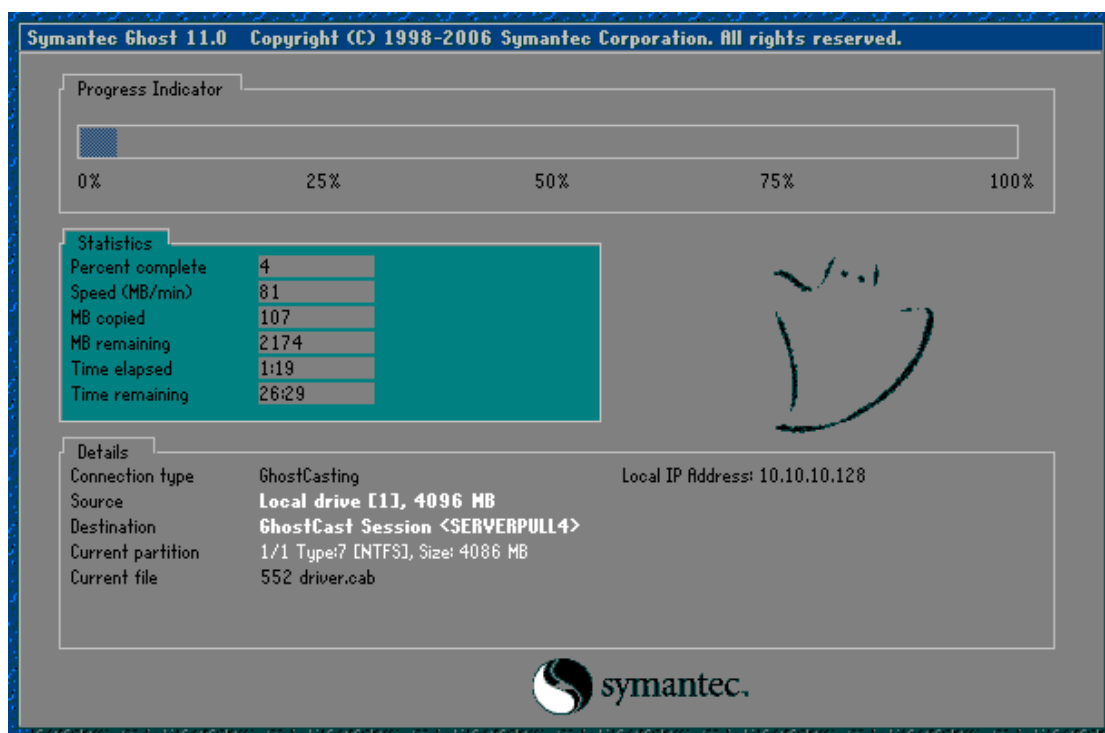 Symantec Ghost 11.0 Copyright (C) 1998-2006 Symantec Corporation. All rights reserved.
Progress Indicator
0% 25% 50% 75% 100%
Statistics
Percent complete 4
Speed (MB/min) 81
MB copied 107
MB remaining 2174
Time elapsed 1:19
Time remaining 26:29
Details
Connection type GhostCasting Local IP Address: 10.10.10.128
Source Local drive [1], 4096 MB
Destination GhostCast Session <SERVERPULL4>
Current partition 1/1 Type:7 [NTFS], Size: 4086 MB
Current file 552 driver.cab
symantec.